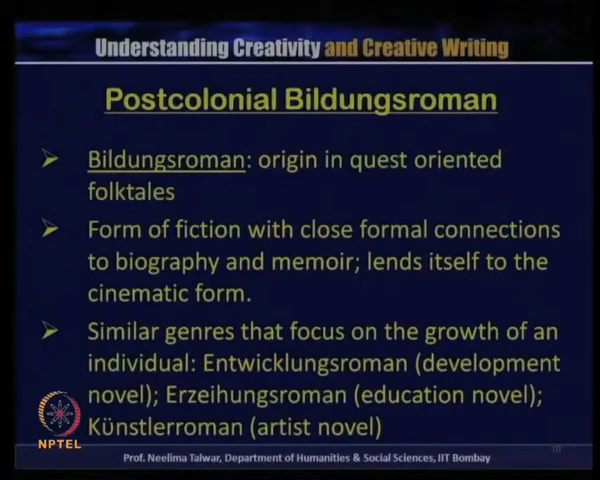 Understanding Creativity and Creative Writing
Postcolonial Bildungsroman
➢ Bildungsroman: origin in quest oriented
folktales
➢ Form of fiction with close formal connections
to biography and memoir; lends itself to the
cinematic form.
➢ Similar genres that focus on the growth of an
individual: Entwicklungsroman (development
novel); Erzeihungsroman (education novel);
Künstlerroman (artist novel)
NPTEL
Prof. Neelima Talwar, Department of Humanities & Social Sciences, IIT Bombay
10